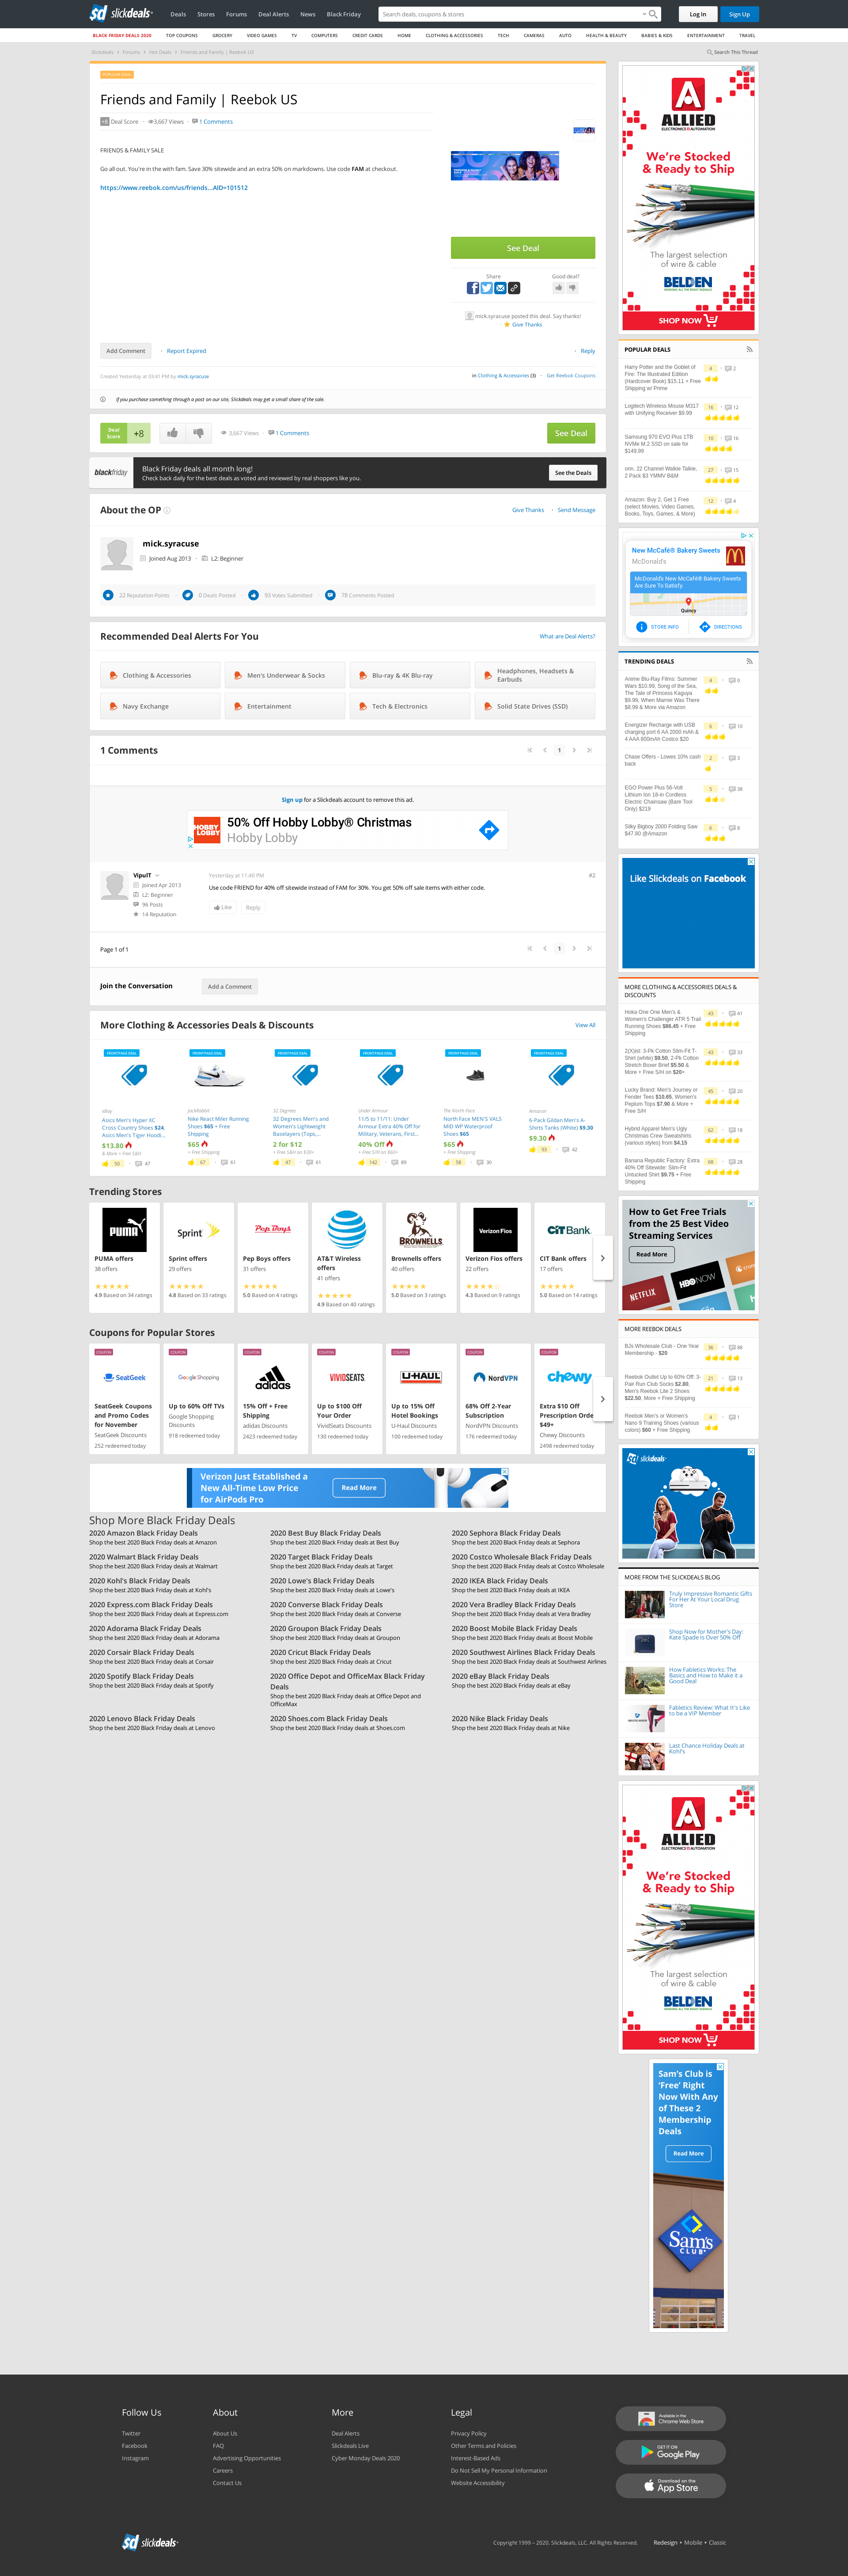 slickdeals
Deals
Stores
Forums
Deal Alerts
News
Black Friday
Search deals, coupons & stores
Log In
Sign Up
BLACK FRIDAY DEALS 2020
TOP COUPONS
GROCERY
VIDEO GAMES
TV
COMPUTERS
CREDIT CARDS
HOME
CLOTHING & ACCESSORIES
TECH
CAMERAS
AUTO
HEALTH & BEAUTY
BABIES & KIDS
ENTERTAINMENT
TRAVEL
Slickdeals > Forums > Hot Deals > Friends and Family | Reebok US
Search This Thread
POPULAR DEAL
Friends and Family | Reebok US
+8 Deal Score · 3,667 Views · 1 Comments
FRIENDS & FAMILY SALE
Go all out. You're in the with fam. Save 30% sitewide and an extra 50% on markdowns. Use code FAM at checkout.
https://www.reebok.com/us/friends...AID=101512
See Deal
Share
Good deal?
mick.syracuse posted this deal. Say thanks!
Give Thanks
Add Comment
Report Expired
Reply
Created Yesterday at 03:41 PM by mick.syracuse
in Clothing & Accessories (3) · Get Reebok Coupons
If you purchase something through a post on our site, Slickdeals may get a small share of the sale.
Deal Score +8
3,667 Views · 1 Comments
See Deal
blackfriday
Black Friday deals all month long!
Check back daily for the best deals as voted and reviewed by real shoppers like you.
See the Deals
About the OP
Give Thanks · Send Message
mick.syracuse
Joined Aug 2013 · L2: Beginner
22 Reputation Points
0 Deals Posted
93 Votes Submitted
78 Comments Posted
Recommended Deal Alerts For You
What are Deal Alerts?
Clothing & Accessories
Men's Underwear & Socks
Blu-ray & 4K Blu-ray
Headphones, Headsets & Earbuds
Navy Exchange
Entertainment
Tech & Electronics
Solid State Drives (SSD)
1 Comments
1
Sign up for a Slickdeals account to remove this ad.
HOBBY LOBBY
50% Off Hobby Lobby® Christmas
Hobby Lobby
VipulT
Joined Apr 2013
L2: Beginner
96 Posts
14 Reputation
Yesterday at 11:40 PM
#2
Use code FRIEND for 40% off sitewide instead of FAM for 30%. You get 50% off sale items with either code.
Like
Reply
Page 1 of 1
1
Join the Conversation
Add a Comment
More Clothing & Accessories Deals & Discounts
View All
FRONTPAGE DEAL
eBay
Asics Men's Hyper XC Cross Country Shoes $24, Asics Men's Tiger Hoodi...
$13.80
& More + Free S&H
50 · 47
FRONTPAGE DEAL
JackRabbit
Nike React Miler Running Shoes $65 + Free Shipping
$65
+ Free Shipping
67 · 61
FRONTPAGE DEAL
32 Degrees
32 Degrees Men's and Women's Lightweight Baselayers (Tops,...
2 for $12
+ Free S&H on $20+
47 · 61
FRONTPAGE DEAL
Under Armour
11/5 to 11/11: Under Armour Extra 40% Off for Military, Veterans, First...
40% Off
+ Free S/H on $60+
142 · 89
FRONTPAGE DEAL
The North Face
North Face MEN'S VALS MID WP Waterproof Shoes $65
$65
+ Free Shipping
58 · 30
FRONTPAGE DEAL
Amazon
6-Pack Gildan Men's A-Shirts Tanks (White) $9.30
$9.30
93 · 42
Trending Stores
PUMA
PUMA offers
38 offers
4.9 Based on 34 ratings
Sprint
Sprint offers
29 offers
4.8 Based on 33 ratings
Pep Boys
Pep Boys offers
31 offers
5.0 Based on 4 ratings
AT&T Wireless offers
41 offers
4.9 Based on 40 ratings
BROWNELLS
Brownells offers
40 offers
5.0 Based on 3 ratings
Verizon Fios
Verizon Fios offers
22 offers
4.3 Based on 9 ratings
CIT BANK
CIT Bank offers
17 offers
5.0 Based on 14 ratings
Coupons for Popular Stores
COUPON
SeatGeek
SeatGeek Coupons and Promo Codes for November
SeatGeek Discounts
252 redeemed today
COUPON
Google Shopping
Up to 60% Off TVs
Google Shopping Discounts
918 redeemed today
COUPON
adidas
15% Off + Free Shipping
adidas Discounts
2423 redeemed today
COUPON
VIVIDSEATS.
Up to $100 Off Your Order
VividSeats Discounts
130 redeemed today
COUPON
U-HAUL
Up to 15% Off Hotel Bookings
U-Haul Discounts
100 redeemed today
COUPON
NordVPN
68% Off 2-Year Subscription
NordVPN Discounts
176 redeemed today
COUPON
chewy
Extra $10 Off Prescription Orde
$49+
Chewy Discounts
2498 redeemed today
Verizon Just Established a New All-Time Low Price for AirPods Pro
Read More
Shop More Black Friday Deals
2020 Amazon Black Friday Deals
Shop the best 2020 Black Friday deals at Amazon
2020 Best Buy Black Friday Deals
Shop the best 2020 Black Friday deals at Best Buy
2020 Sephora Black Friday Deals
Shop the best 2020 Black Friday deals at Sephora
2020 Walmart Black Friday Deals
Shop the best 2020 Black Friday deals at Walmart
2020 Target Black Friday Deals
Shop the best 2020 Black Friday deals at Target
2020 Costco Wholesale Black Friday Deals
Shop the best 2020 Black Friday deals at Costco Wholesale
2020 Kohl's Black Friday Deals
Shop the best 2020 Black Friday deals at Kohl's
2020 Lowe's Black Friday Deals
Shop the best 2020 Black Friday deals at Lowe's
2020 IKEA Black Friday Deals
Shop the best 2020 Black Friday deals at IKEA
2020 Express.com Black Friday Deals
Shop the best 2020 Black Friday deals at Express.com
2020 Converse Black Friday Deals
Shop the best 2020 Black Friday deals at Converse
2020 Vera Bradley Black Friday Deals
Shop the best 2020 Black Friday deals at Vera Bradley
2020 Adorama Black Friday Deals
Shop the best 2020 Black Friday deals at Adorama
2020 Groupon Black Friday Deals
Shop the best 2020 Black Friday deals at Groupon
2020 Boost Mobile Black Friday Deals
Shop the best 2020 Black Friday deals at Boost Mobile
2020 Corsair Black Friday Deals
Shop the best 2020 Black Friday deals at Corsair
2020 Cricut Black Friday Deals
Shop the best 2020 Black Friday deals at Cricut
2020 Southwest Airlines Black Friday Deals
Shop the best 2020 Black Friday deals at Southwest Airlines
2020 Spotify Black Friday Deals
Shop the best 2020 Black Friday deals at Spotify
2020 Office Depot and OfficeMax Black Friday Deals
Shop the best 2020 Black Friday deals at Office Depot and OfficeMax
2020 eBay Black Friday Deals
Shop the best 2020 Black Friday deals at eBay
2020 Lenovo Black Friday Deals
Shop the best 2020 Black Friday deals at Lenovo
2020 Shoes.com Black Friday Deals
Shop the best 2020 Black Friday deals at Shoes.com
2020 Nike Black Friday Deals
Shop the best 2020 Black Friday deals at Nike
ALLIED
ELECTRONICS & AUTOMATION
We're Stocked & Ready to Ship
The largest selection of wire & cable
BELDEN
SENDING ALL THE RIGHT SIGNALS
SHOP NOW
POPULAR DEALS
Harry Potter and the Goblet of Fire: The Illustrated Edition (Hardcover Book) $15.11 + Free Shipping w/ Prime
4 · 2
Logitech Wireless Mouse M317 with Unifying Receiver $9.99
16 · 12
Samsung 970 EVO Plus 1TB NVMe M.2 SSD on sale for $149.99
10 · 16
onn. 22 Channel Walkie Talkie, 2 Pack $3 YMMV B&M
27 · 15
Amazon: Buy 2, Get 1 Free (select Movies, Video Games, Books, Toys, Games, & More)
12 · 4
New McCafé® Bakery Sweets
McDonald's
McDonald's New McCafé® Bakery Sweets Are Sure To Satisfy.
Quincy
STORE INFO
DIRECTIONS
TRENDING DEALS
Anime Blu-Ray Films: Summer Wars $10.99, Song of the Sea, The Tale of Princess Kaguya $9.99, When Marnie Was There $8.99 & More via Amazon
4 · 0
Energizer Recharge with USB charging port 6 AA 2000 mAh & 4 AAA 800mAh Costco $20
6 · 10
Chase Offers - Lowes 10% cash back
2 · 3
EGO Power Plus 56-Volt Lithium Ion 18-in Cordless Electric Chainsaw (Bare Tool Only) $219
5 · 38
Silky Bigboy 2000 Folding Saw $47.80 @Amazon
6 · 8
Like Slickdeals on Facebook
MORE CLOTHING & ACCESSORIES DEALS & DISCOUNTS
Hoka One One Men's & Women's Challenger ATR 5 Trail Running Shoes $86.45 + Free Shipping
43 · 41
2(X)ist: 3-Pk Cotton Slim-Fit T-Shirt (white) $8.50, 2-Pk Cotton Stretch Boxer Brief $5.50 & More + Free S/H on $20+
43 · 33
Lucky Brand: Men's Journey or Fender Tees $10.65, Women's Peplum Tops $7.90 & More + Free S/H
45 · 20
Hybrid Apparel Men's Ugly Christmas Crew Sweatshirts (various styles) from $4.15
62 · 18
Banana Republic Factory: Extra 40% Off Sitewide: Slim-Fit Untucked Shirt $9.75 + Free Shipping
68 · 28
How to Get Free Trials from the 25 Best Video Streaming Services
Read More
NETFLIX
HBO NOW
MORE REEBOK DEALS
BJs Wholesale Club - One Year Membership - $20
36 · 88
Reebok Outlet Up to 60% Off: 3-Pair Run Club Socks $2.80, Men's Reebok Lite 2 Shoes $22.50, More + Free Shipping
21 · 13
Reebok Men's or Women's Nano 9 Training Shoes (various colors) $60 + Free Shipping
4 · 1
slickdeals
MORE FROM THE SLICKDEALS BLOG
Truly Impressive Romantic Gifts For Her At Your Local Drug Store
Shop Now for Mother's Day: Kate Spade Is Over 50% Off
How Fabletics Works: The Basics and How to Make it a Good Deal
Fabletics Review: What It's Like to be a VIP Member
Last Chance Holiday Deals at Kohl's
ALLIED
ELECTRONICS & AUTOMATION
We're Stocked & Ready to Ship
The largest selection of wire & cable
BELDEN
SENDING ALL THE RIGHT SIGNALS
SHOP NOW
Sam's Club is 'Free' Right Now With Any of These 2 Membership Deals
Read More
Sam's CLUB
Follow Us
Twitter
Facebook
Instagram
About
About Us
FAQ
Advertising Opportunities
Careers
Contact Us
More
Deal Alerts
Slickdeals Live
Cyber Monday Deals 2020
Legal
Privacy Policy
Other Terms and Policies
Interest-Based Ads
Do Not Sell My Personal Information
Website Accessibility
Available in the Chrome Web Store
GET IT ON Google Play
Download on the App Store
slickdeals
Copyright 1999 - 2020. Slickdeals, LLC. All Rights Reserved.
Redesign • Mobile • Classic